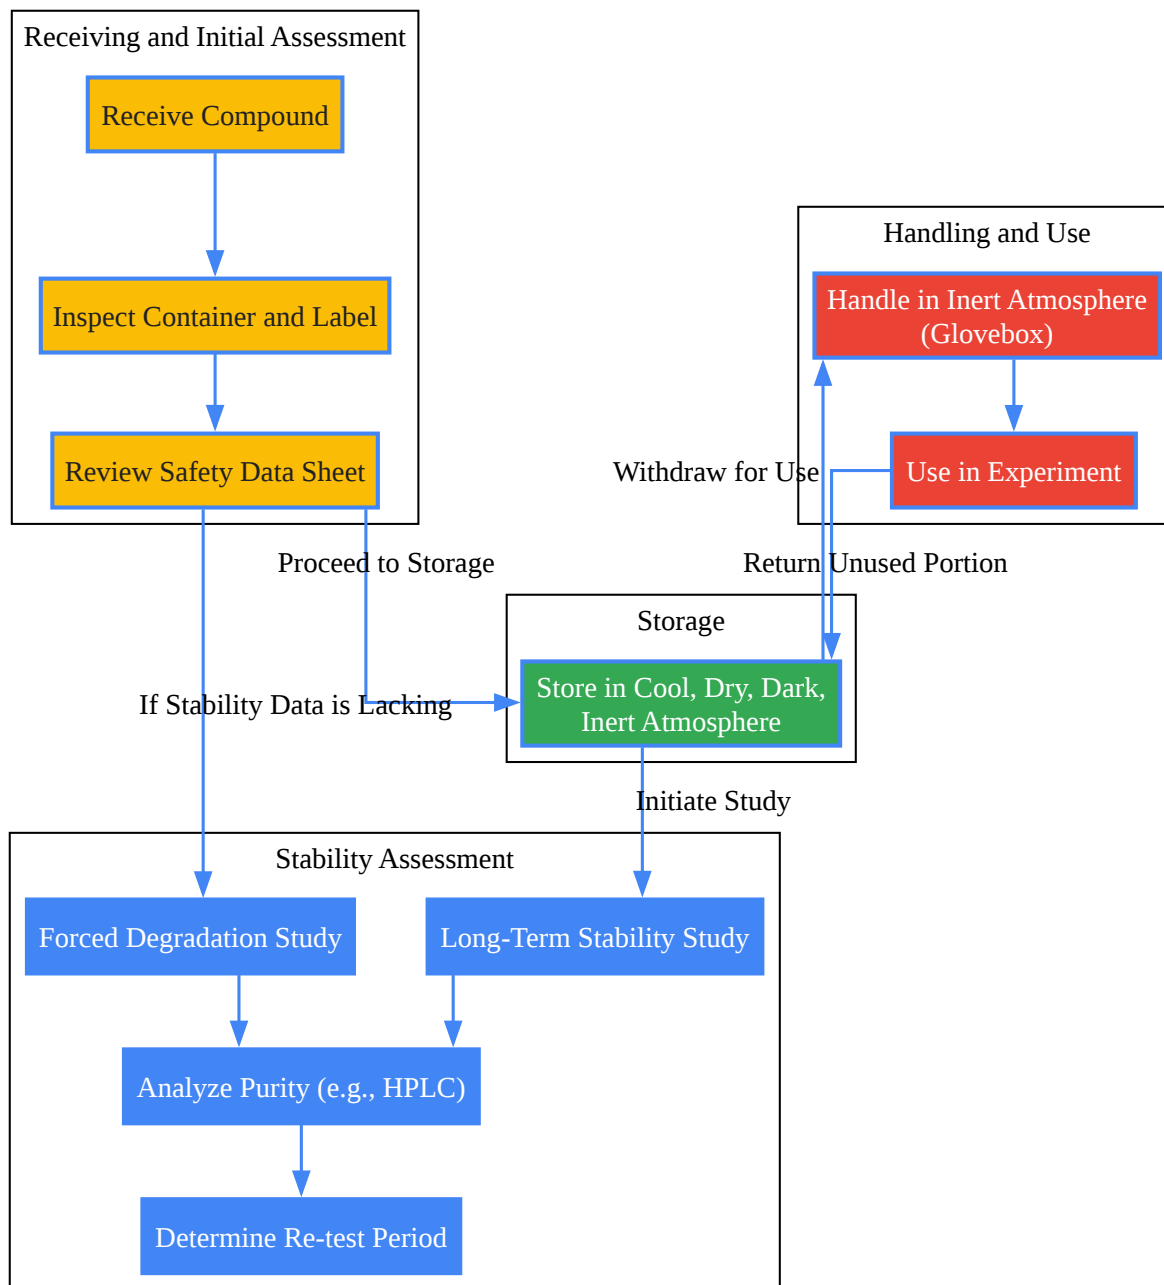 Receiving and Initial Assessment
Receive Compound
Inspect Container and Label
Review Safety Data Sheet
Handling and Use
Handle in Inert Atmosphere
(Glovebox)
Use in Experiment
Withdraw for Use
Proceed to Storage
Return Unused Portion
Storage
Store in Cool, Dry, Dark,
Inert Atmosphere
If Stability Data is Lacking
Initiate Study
Stability Assessment
Forced Degradation Study
Long-Term Stability Study
Analyze Purity (e.g., HPLC)
Determine Re-test Period